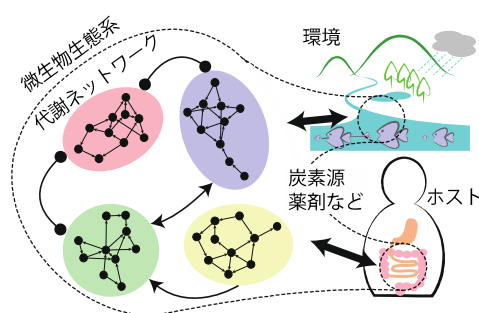 微生物生態系
代謝ネットワーク
環境
炭素源
薬剤など
ホスト